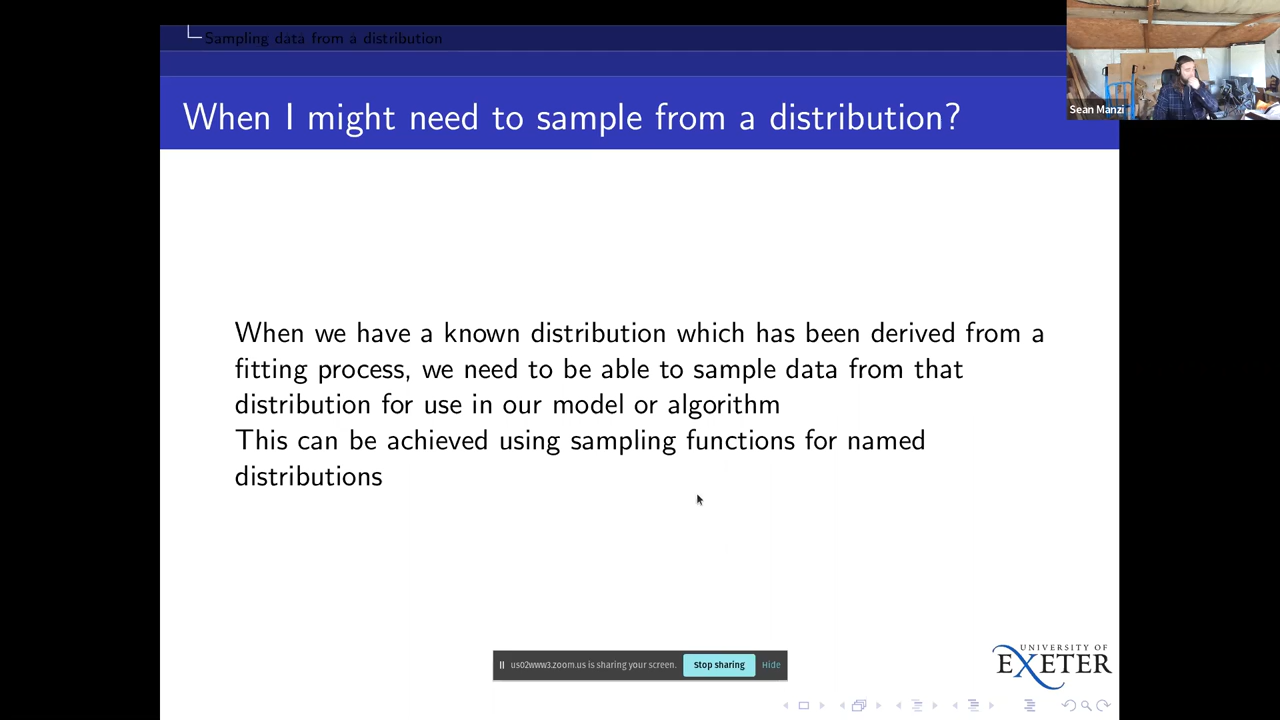 Sampling data from a distribution
When I might need to sample from a distribution?
Sean Manzi
When we have a known distribution which has been derived from a
fitting process, we need to be able to sample data from that
distribution for use in our model or algorithm
This can be achieved using sampling functions for named
distributions
us02www3.zoom.us is sharing your screen. Stop sharing Hide
UNIVERSITY OF
EXETER